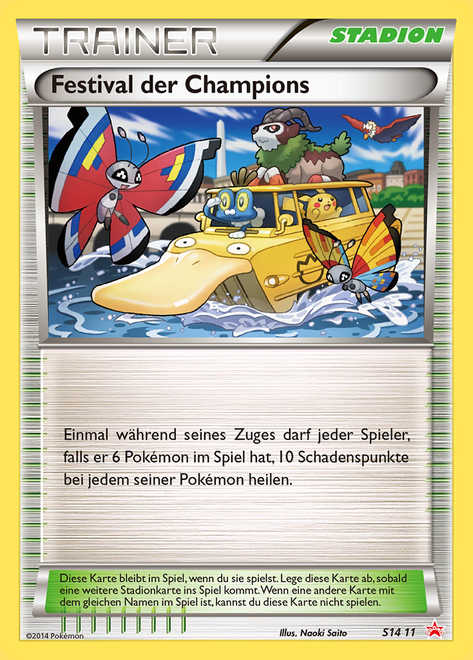 TRAINER
STADION
Festival der Champions
Einmal während seines Zuges darf jeder Spieler,
falls er 6 Pokémon im Spiel hat, 10 Schadenspunkte
bei jedem seiner Pokémon heilen.
Diese Karte bleibt im Spiel, wenn du sie spielst. Lege diese Karte ab, sobald
eine weitere Stadionkarte ins Spiel kommt. Wenn eine andere Karte mit
dem gleichen Namen im Spiel ist, kannst du diese Karte nicht spielen.
©2014 Pokémon
Illus. Naoki Saito
S14 11